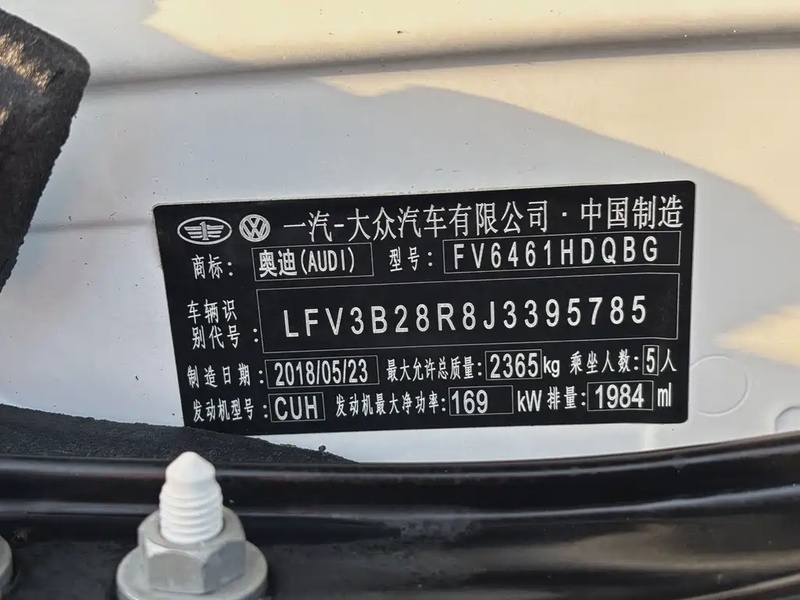 一汽-大众汽车有限公司·中国制造
商标: 奥迪(AUDI) 型号: FV6461HDQBG
车辆识别代号: LFV3B28R8J3395785
制造日期: 2018/05/23 最大允许总质量: 2365kg 乘坐人数: 5人
发动机型号: CUH 发动机最大净功率: 169 kW 排量: 1984 ml